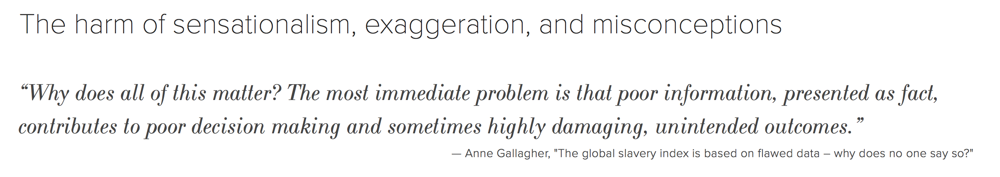 The harm of sensationalism, exaggeration, and misconceptions
“Why does all of this matter? The most immediate problem is that poor information, presented as fact,
contributes to poor decision making and sometimes highly damaging, unintended outcomes.”
— Anne Gallagher, "The global slavery index is based on flawed data – why does no one say so?"